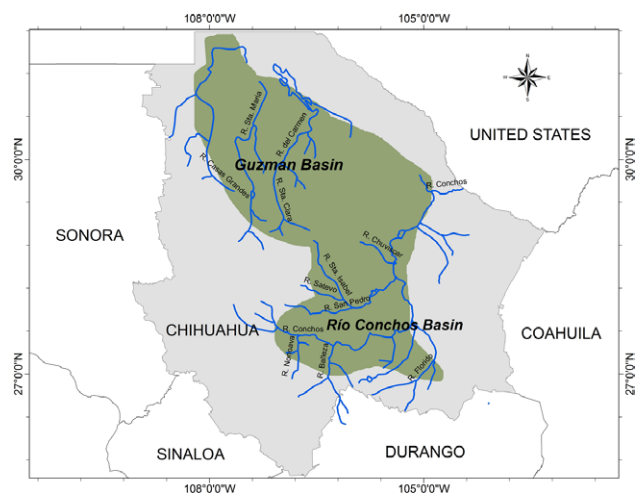 108°0'0"W
105°0'0"W
N
W
E
S
UNITED STATES
30°0'0"N
30°0'0"N
R. Sta. Maria
R. del Carmen
Guzman Basin
R. Casas Grandes
R. Sta. Clara
R. Conchos
SONORA
R. Chuviscar
R. Sta. Isabel
R. Satevo
R. San Pedro
CHIHUAHUA
R. Conchos
Río Conchos Basin
COAHUILA
R. Nonoava
R. Balleza
R. Florido
27°0'0"N
27°0'0"N
SINALOA
DURANGO
108°0'0"W
105°0'0"W